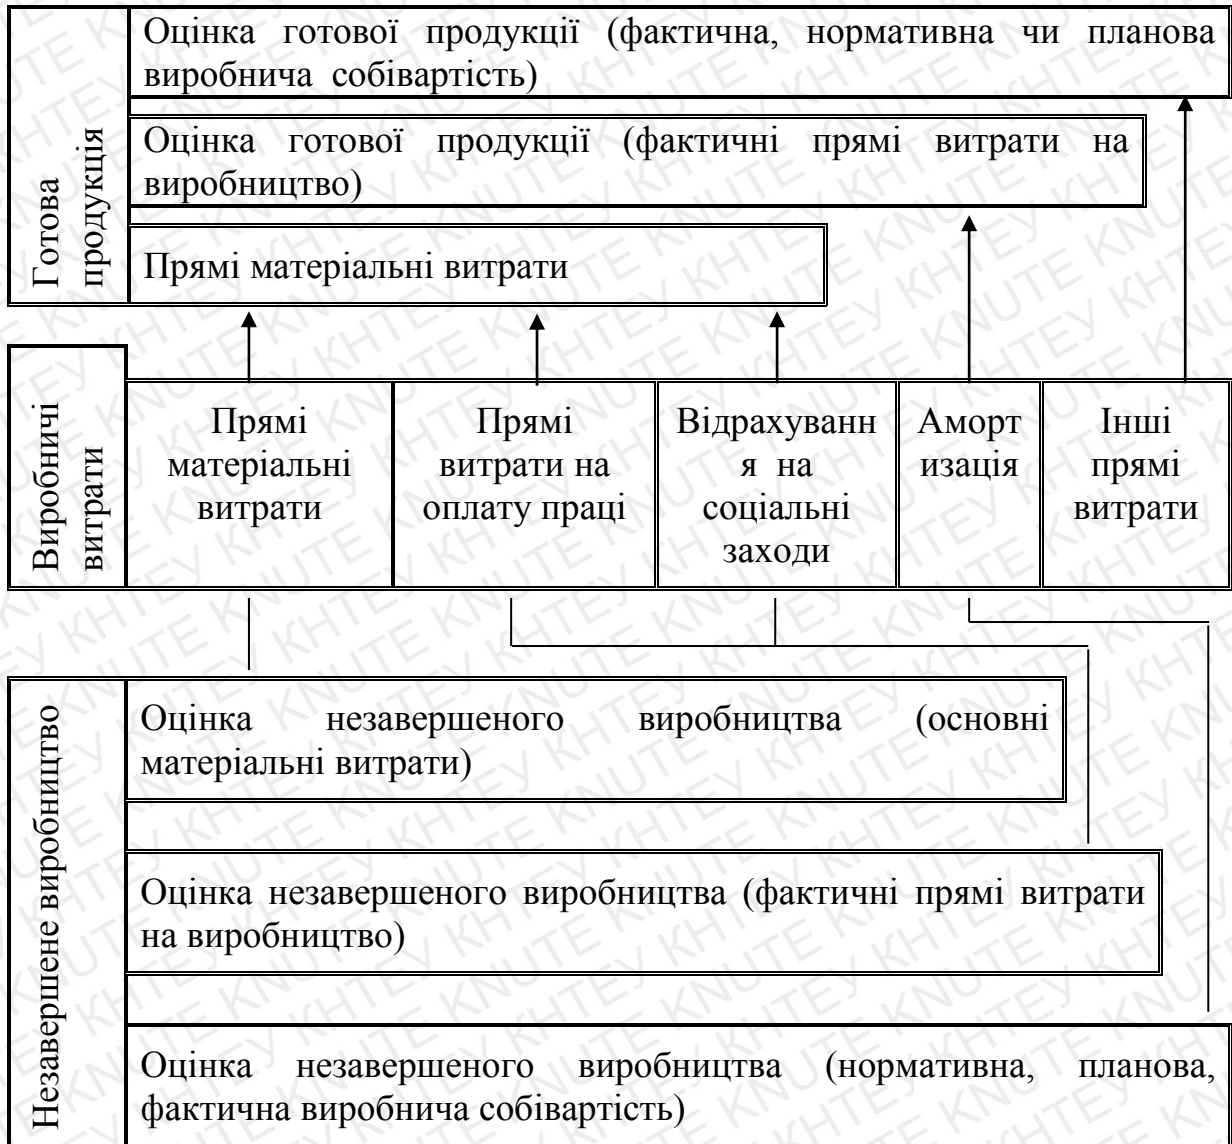 Оцінка готової продукції (фактична, нормативна чи планова
виробнича собівартість)
Оцінка готової продукції (фактичні прямі витрати на
виробництво)
Прямі матеріальні витрати
Готова
продукція
Виробничі
витрати
Прямі
матеріальні
витрати
Прямі
витрати на
оплату праці
Відрахуванн
я на
соціальні
заходи
Аморт
изація
Інші
прямі
витрати
Незавершене виробництво
Оцінка незавершеного виробництва (основні
матеріальні витрати)
Оцінка незавершеного виробництва (фактичні прямі витрати
на виробництво)
Оцінка незавершеного виробництва (нормативна, планова,
фактична виробнича собівартість)